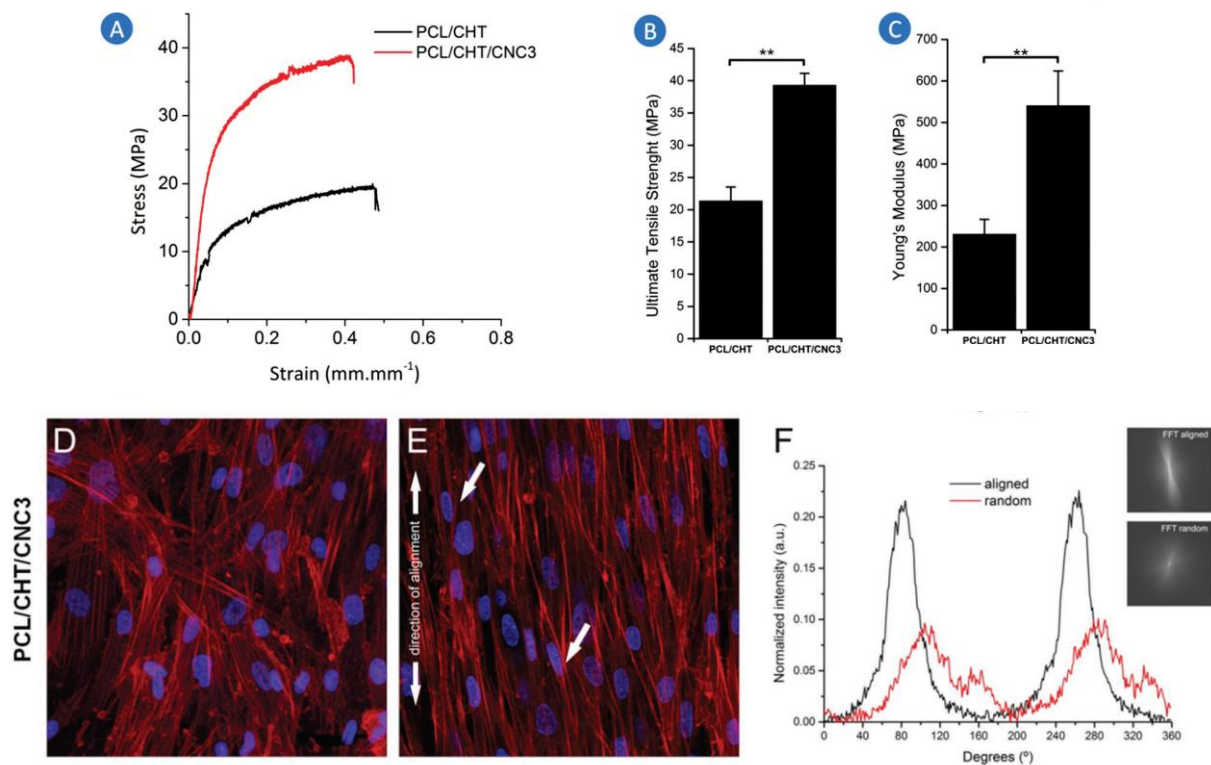 A
PCL/CHT
PCL/CHT/CNC3
Stress (MPa)
40
30
20
10
0
0.0 0.2 0.4 0.6 0.8
Strain (mm.mm⁻¹)
B
**
Ultimate Tensile Strenght (MPa)
45
40
35
30
25
20
15
10
5
0
PCL/CHT PCL/CHT/CNC3
C
**
Young's Modulus (MPa)
700
600
500
400
300
200
100
0
PCL/CHT PCL/CHT/CNC3
PCL/CHT/CNC3
D
E
direction of alignment
F
aligned
random
Normalized intensity (a.u.)
0.25
0.20
0.15
0.10
0.05
0.00
0 40 80 120 160 200 240 280 320 360
Degrees (º)
FFT aligned
FFT random